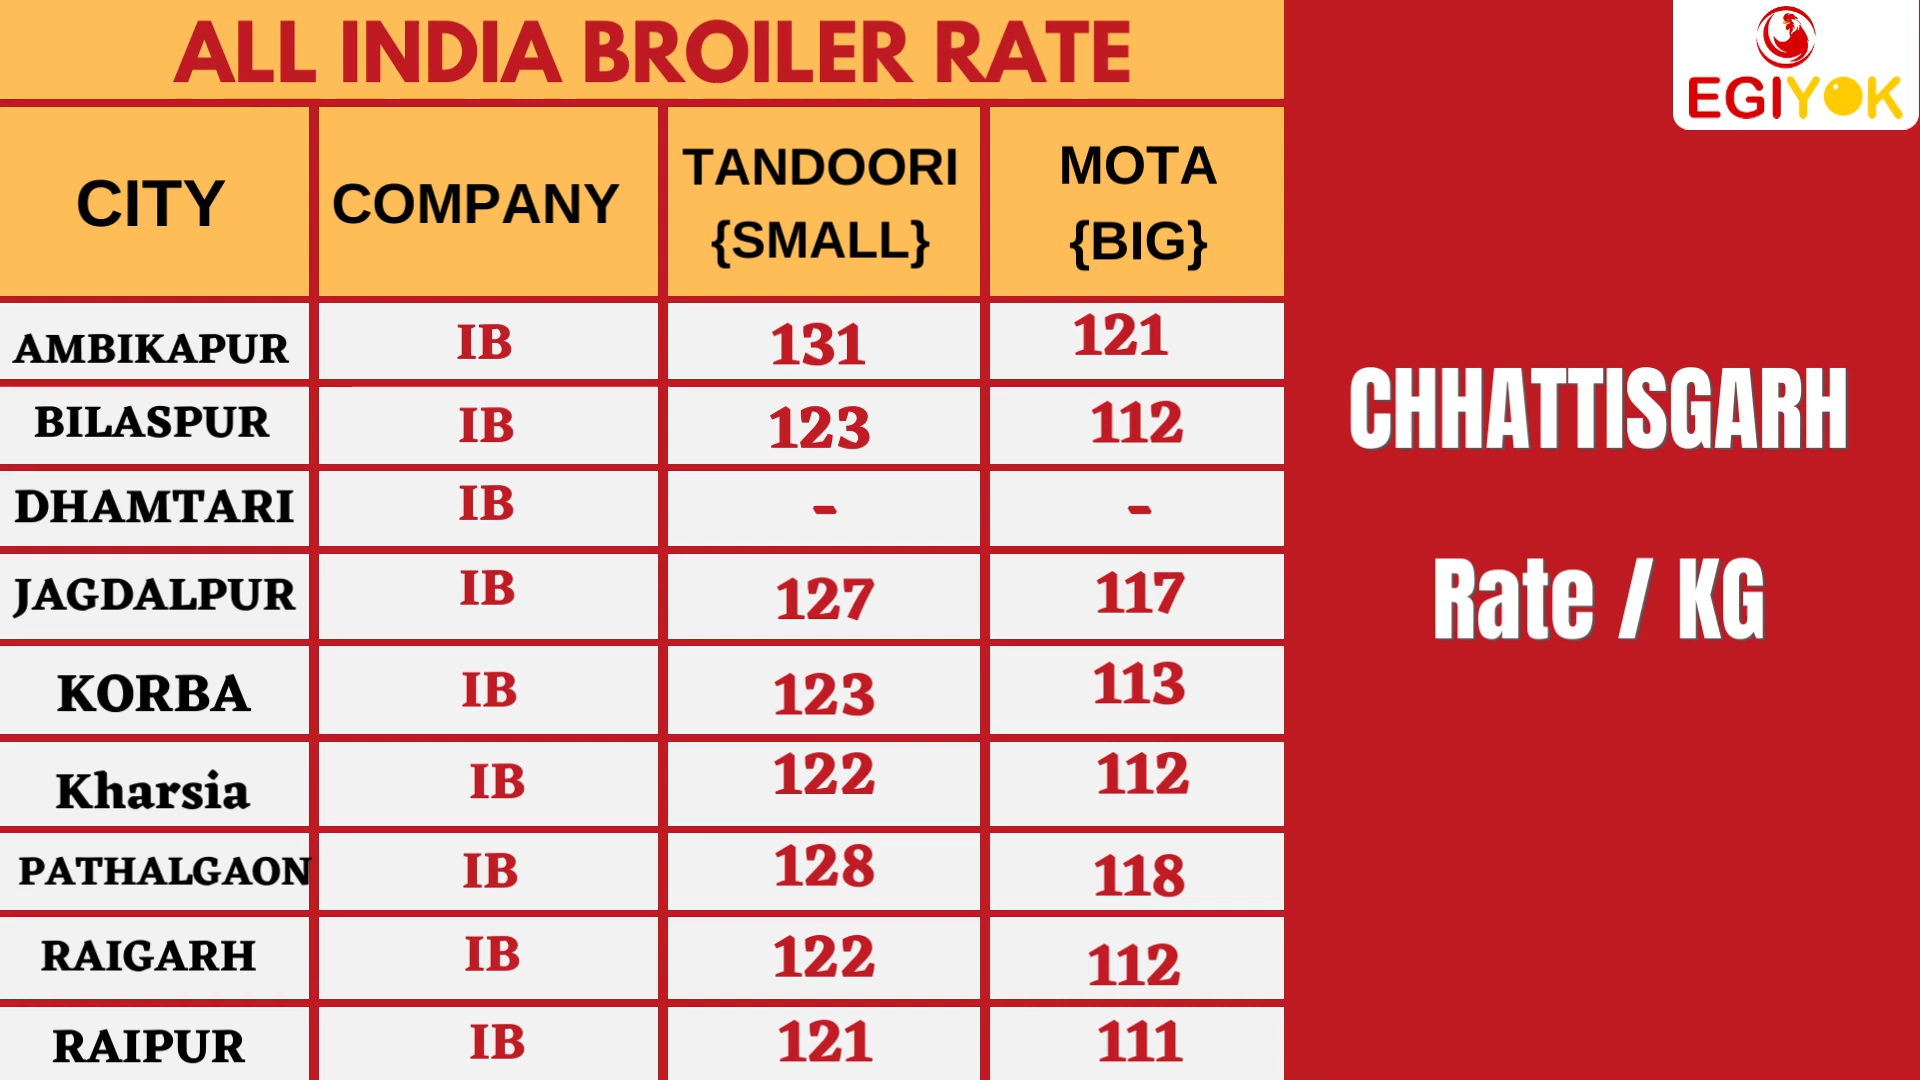 ALL INDIA BROILER RATE
EGIYOK
CITY COMPANY TANDOORI {SMALL} MOTA {BIG}
AMBIKAPUR IB 131 121
BILASPUR IB 123 112
DHAMTARI IB - -
JAGDALPUR IB 127 117
KORBA IB 123 113
Kharsia IB 122 112
PATHALGAON IB 128 118
RAIGARH IB 122 112
RAIPUR IB 121 111
CHHATTISGARH
Rate / KG